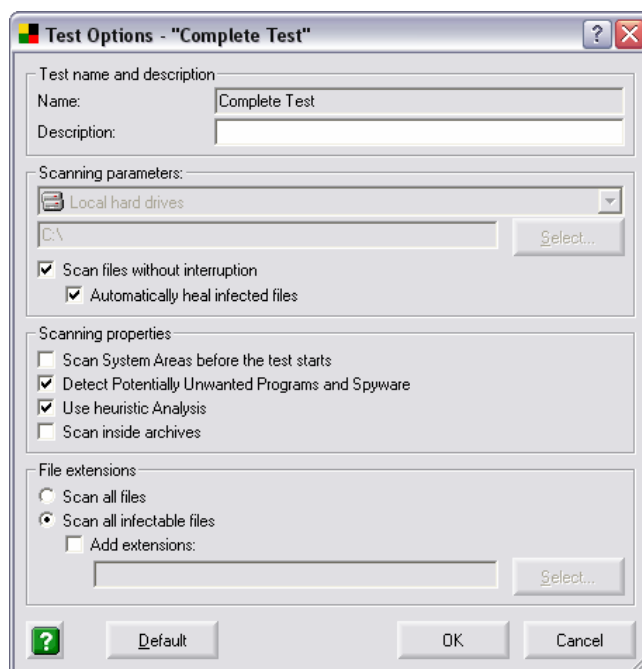 Test Options - "Complete Test"
?
Test name and description
Name: Complete Test
Description:
Scanning parameters:
Local hard drives
C:\
Select...
Scan files without interruption
Automatically heal infected files
Scanning properties
Scan System Areas before the test starts
Detect Potentially Unwanted Programs and Spyware
Use heuristic Analysis
Scan inside archives
File extensions
Scan all files
Scan all infectable files
Add extensions:
Select...
? Default OK Cancel